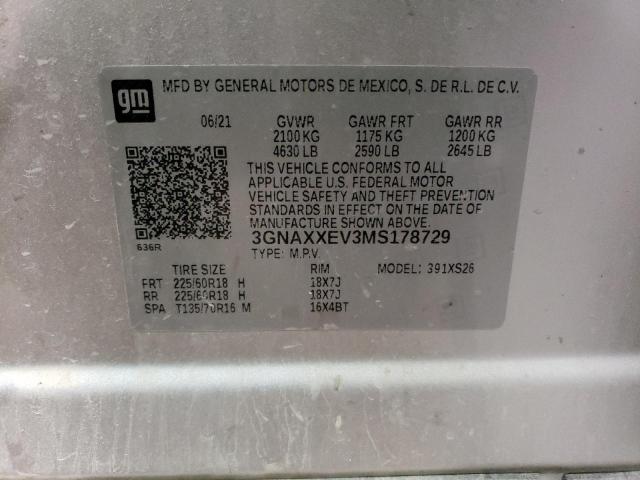 gm
MFD BY GENERAL MOTORS DE MEXICO, S. DE R.L. DE C.V.
06/21 GVWR GAWR FRT GAWR RR
2100 KG 1175 KG 1200 KG
4630 LB 2590 LB 2645 LB
THIS VEHICLE CONFORMS TO ALL
APPLICABLE U.S. FEDERAL MOTOR
VEHICLE SAFETY AND THEFT PREVENTION
STANDARDS IN EFFECT ON THE DATE OF
MANUFACTURE SHOWN ABOVE.
636R
3GNAXXEV3MS178729
TYPE: M.P.V.
TIRE SIZE RIM MODEL: 391XS26
FRT 225/60R18 H 18X7J
RR 225/60R18 H 18X7J
SPA T135/70R16 M 16X4BT